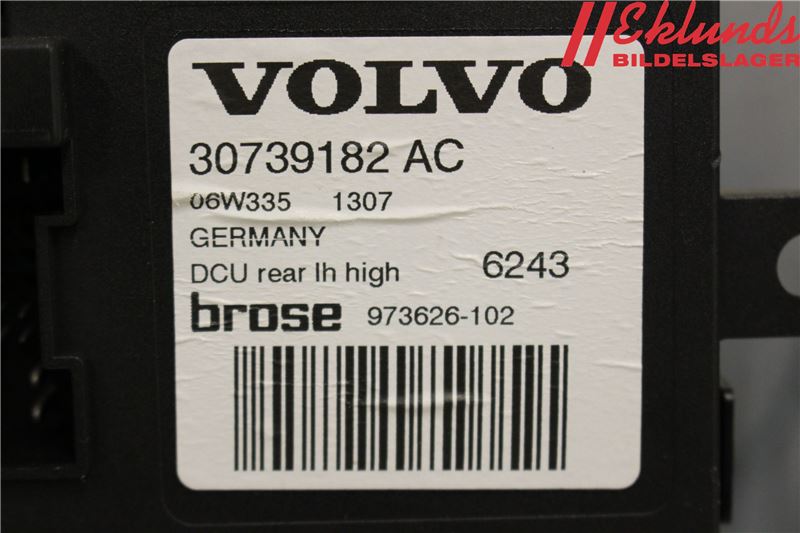 Eklunds
BILDELSLAGER
VOLVO
30739182 AC
06W335 1307
GERMANY
DCU rear lh high 6243
brose 973626-102